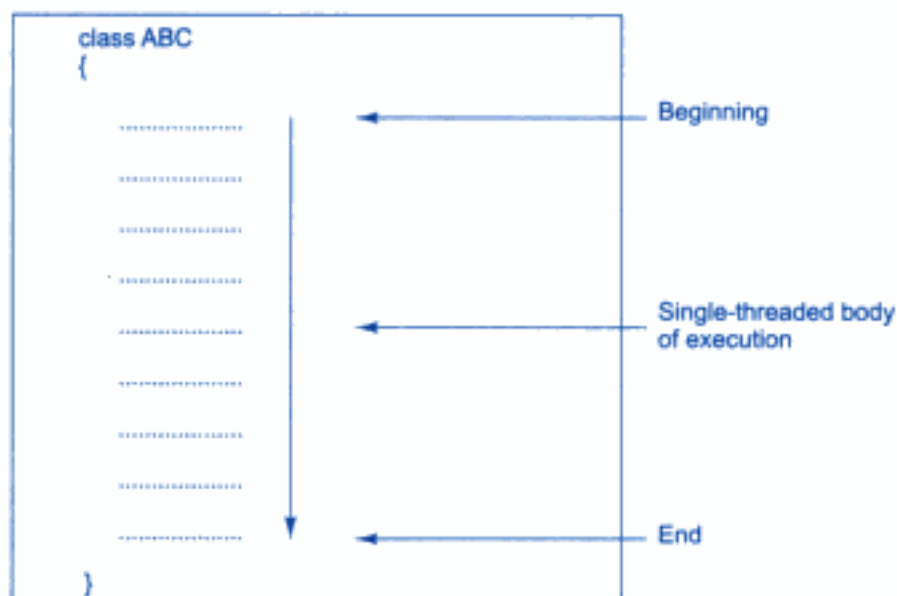 class ABC
{
Beginning
Single-threaded body
of execution
End
}